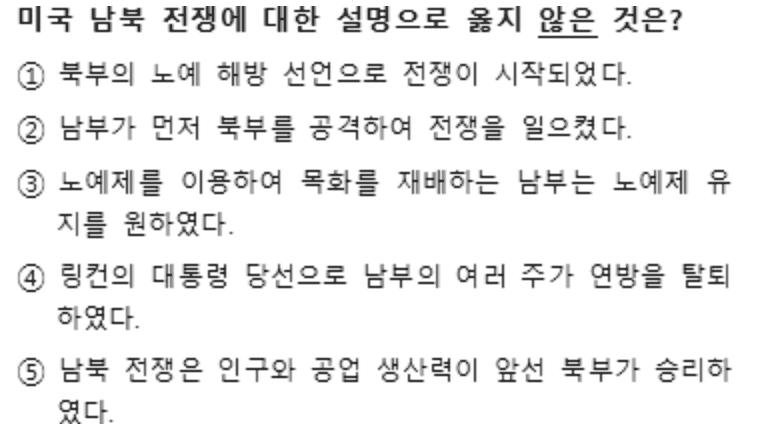 미국 남북 전쟁에 대한 설명으로 옳지 않은 것은?
① 북부의 노예 해방 선언으로 전쟁이 시작되었다.
② 남부가 먼저 북부를 공격하여 전쟁을 일으켰다.
③ 노예제를 이용하여 목화를 재배하는 남부는 노예제 유
지를 원하였다.
④ 링컨의 대통령 당선으로 남부의 여러 주가 연방을 탈퇴
하였다.
⑤ 남북 전쟁은 인구와 공업 생산력이 앞선 북부가 승리하
였다.